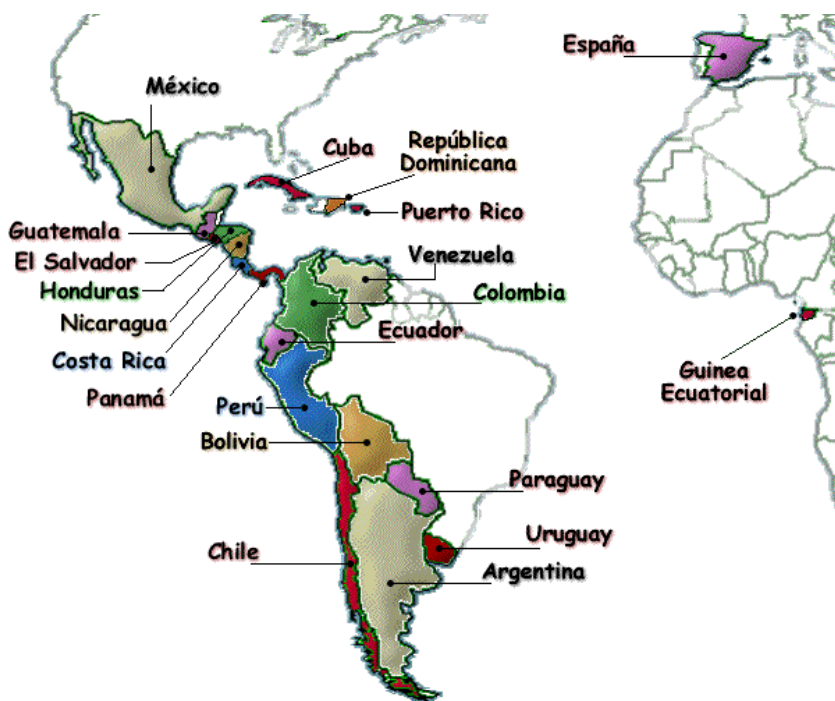 España
México
Cuba
República
Dominicana
Puerto Rico
Guatemala
El Salvador
Venezuela
Honduras
Colombia
Nicaragua
Ecuador
Costa Rica
Guinea
Ecuatorial
Panamá
Perú
Bolivia
Paraguay
Uruguay
Chile
Argentina